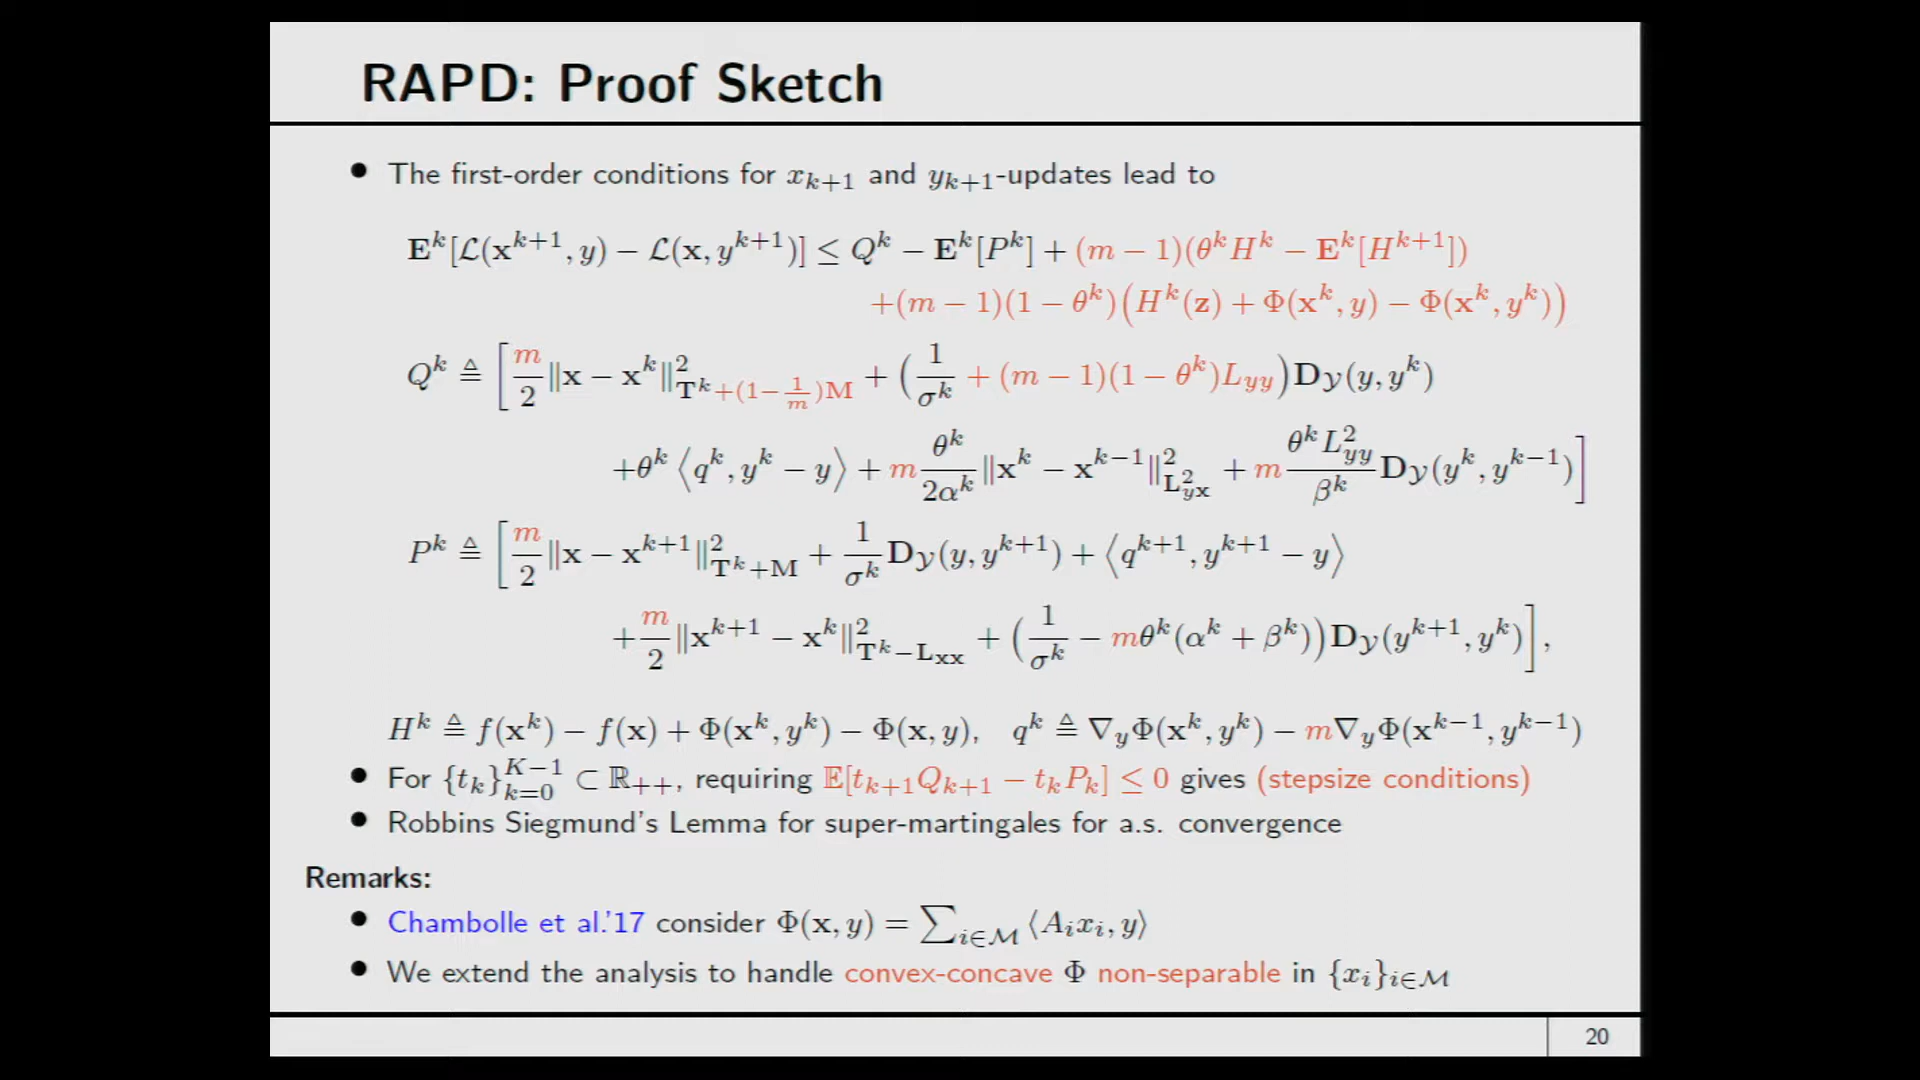 RAPD: Proof Sketch
• The first-order conditions for x_{k+1} and y_{k+1}-updates lead to
𝐄^k[ℒ(𝐱^{k+1}, y) − ℒ(𝐱, y^{k+1})] ≤ Q^k − 𝐄^k[P^k] + (m − 1)(θ^k H^k − 𝐄^k[H^{k+1}])
+(m − 1)(1 − θ^k)(H^k(𝐳) + Φ(𝐱^k, y) − Φ(𝐱^k, y^k))
Q^k ≜ [ m/2 ‖𝐱 − 𝐱^k‖²_{𝐓^k+(1−1/m)𝐌} + ( 1/σ^k + (m − 1)(1 − θ^k)L_{yy} ) 𝐃_𝒴(y, y^k)
+θ^k ⟨q^k, y^k − y⟩ + m θ^k/2α^k ‖𝐱^k − 𝐱^{k−1}‖²_{𝐋²_{y𝐱}} + m θ^k L²_{yy}/β^k 𝐃_𝒴(y^k, y^{k−1}) ]
P^k ≜ [ m/2 ‖𝐱 − 𝐱^{k+1}‖²_{𝐓^k+𝐌} + 1/σ^k 𝐃_𝒴(y, y^{k+1}) + ⟨q^{k+1}, y^{k+1} − y⟩
+ m/2 ‖𝐱^{k+1} − 𝐱^k‖²_{𝐓^k−𝐋_{𝐱𝐱}} + ( 1/σ^k − mθ^k(α^k + β^k) ) 𝐃_𝒴(y^{k+1}, y^k) ],
H^k ≜ f(𝐱^k) − f(𝐱) + Φ(𝐱^k, y^k) − Φ(𝐱, y), q^k ≜ ∇_yΦ(𝐱^k, y^k) − m∇_yΦ(𝐱^{k−1}, y^{k−1})
• For {t_k}_{k=0}^{K−1} ⊂ ℝ_{++}, requiring 𝔼[t_{k+1}Q_{k+1} − t_kP_k] ≤ 0 gives (stepsize conditions)
• Robbins Siegmund's Lemma for super-martingales for a.s. convergence
Remarks:
• Chambolle et al.'17 consider Φ(𝐱, y) = ∑_{i∈ℳ} ⟨A_i x_i, y⟩
• We extend the analysis to handle convex-concave Φ non-separable in {x_i}_{i∈ℳ}
20